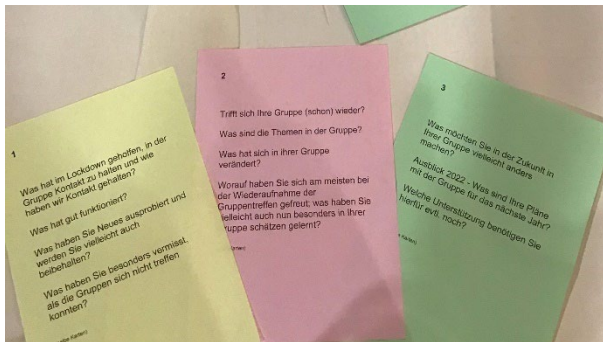 1
Was hat im Lockdown geholfen, in der
Gruppe Kontakt zu halten und wie
haben wir Kontakt gehalten?
Was hat gut funktioniert?
Was haben Sie Neues ausprobiert und
werden Sie vielleicht auch
beibehalten?
Was haben Sie besonders vermisst,
als die Gruppen sich nicht treffen
konnten?
Karten)
2
Trifft sich Ihre Gruppe (schon) wieder?
Was sind die Themen in der Gruppe?
Was hat sich in ihrer Gruppe
verändert?
Worauf haben Sie sich am meisten bei
der Wiederaufnahme der
Gruppentreffen gefreut; was haben Sie
vielleicht auch nun besonders in Ihrer
Gruppe schätzen gelernt?
3
Was möchten Sie in der Zukunft in
Ihrer Gruppe vielleicht anders
machen?
Ausblick 2022 - Was sind Ihre Pläne
mit der Gruppe für das nächste Jahr?
Welche Unterstützung benötigen Sie
hierfür evtl. noch?
Karten)